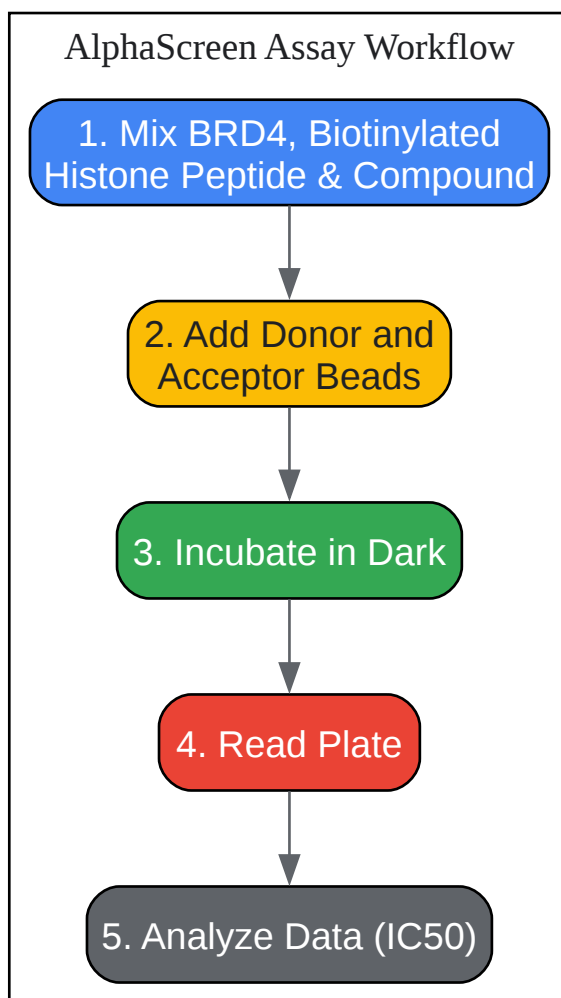 AlphaScreen Assay Workflow
1. Mix BRD4, Biotinylated
Histone Peptide & Compound
2. Add Donor and
Acceptor Beads
3. Incubate in Dark
4. Read Plate
5. Analyze Data (IC50)